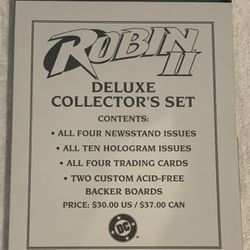 ROBIN II
DELUXE
COLLECTOR'S SET
CONTENTS:
• ALL FOUR NEWSSTAND ISSUES
• ALL TEN HOLOGRAM ISSUES
• ALL FOUR TRADING CARDS
• TWO CUSTOM ACID-FREE
BACKER BOARDS
PRICE: $30.00 US / $37.00 CAN
DC